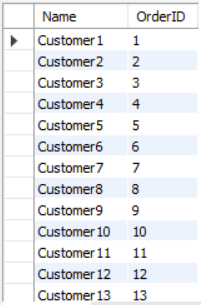 Name OrderID
Customer1 1
Customer2 2
Customer3 3
Customer4 4
Customer5 5
Customer6 6
Customer7 7
Customer8 8
Customer9 9
Customer10 10
Customer11 11
Customer12 12
Customer13 13